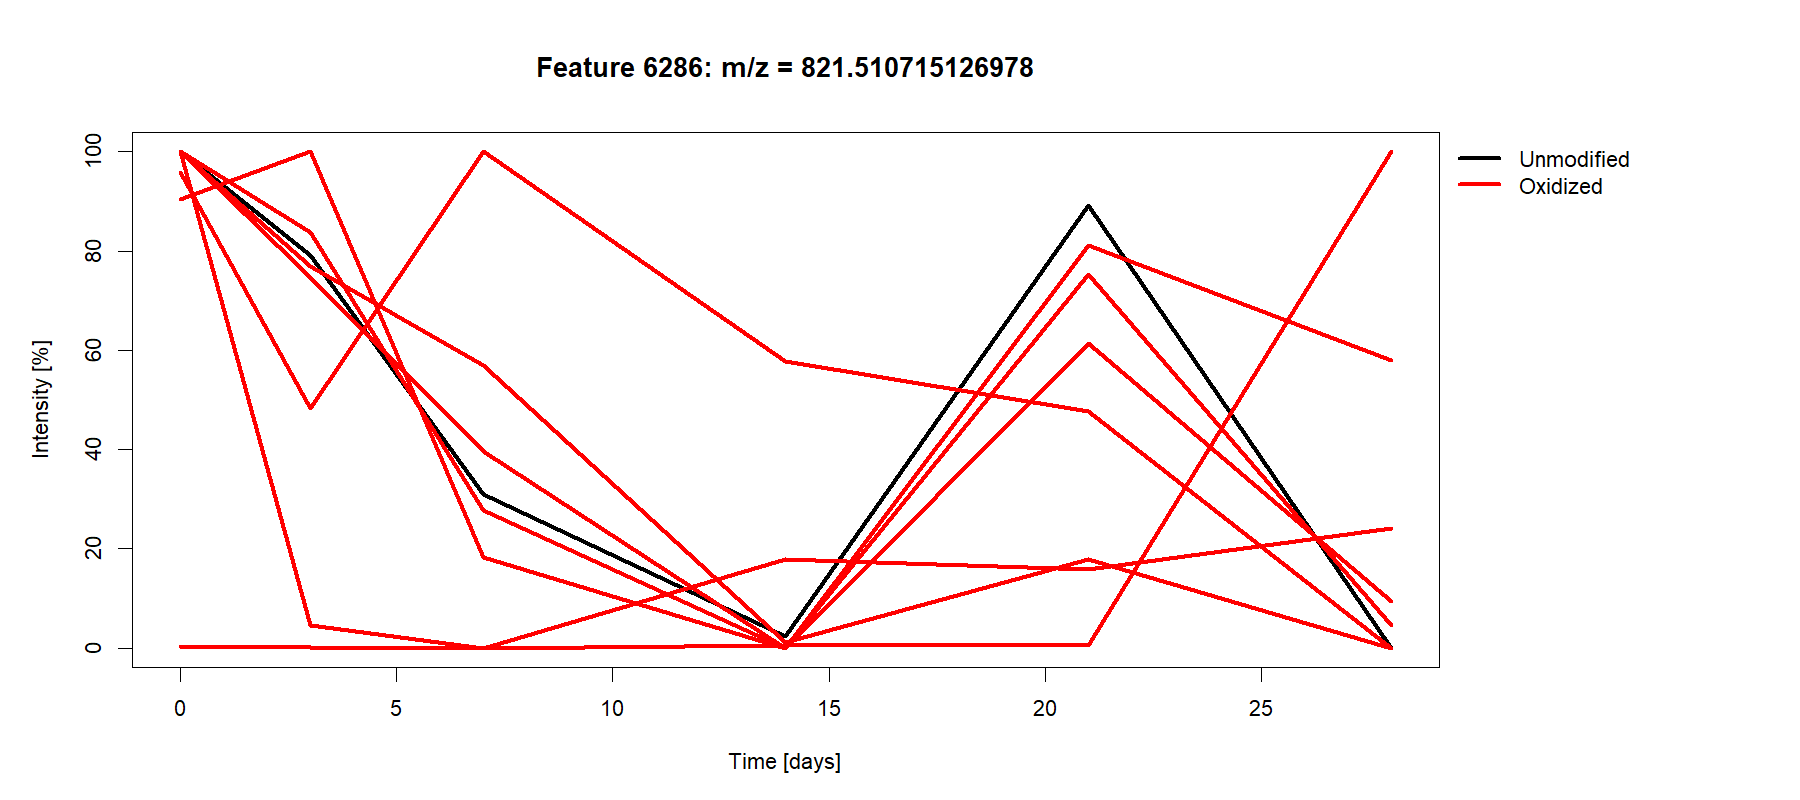 Feature 6286: m/z = 821.510715126978
Unmodified
Oxidized
Intensity [%]
100
80
60
40
20
0
0 5 10 15 20 25
Time [days]